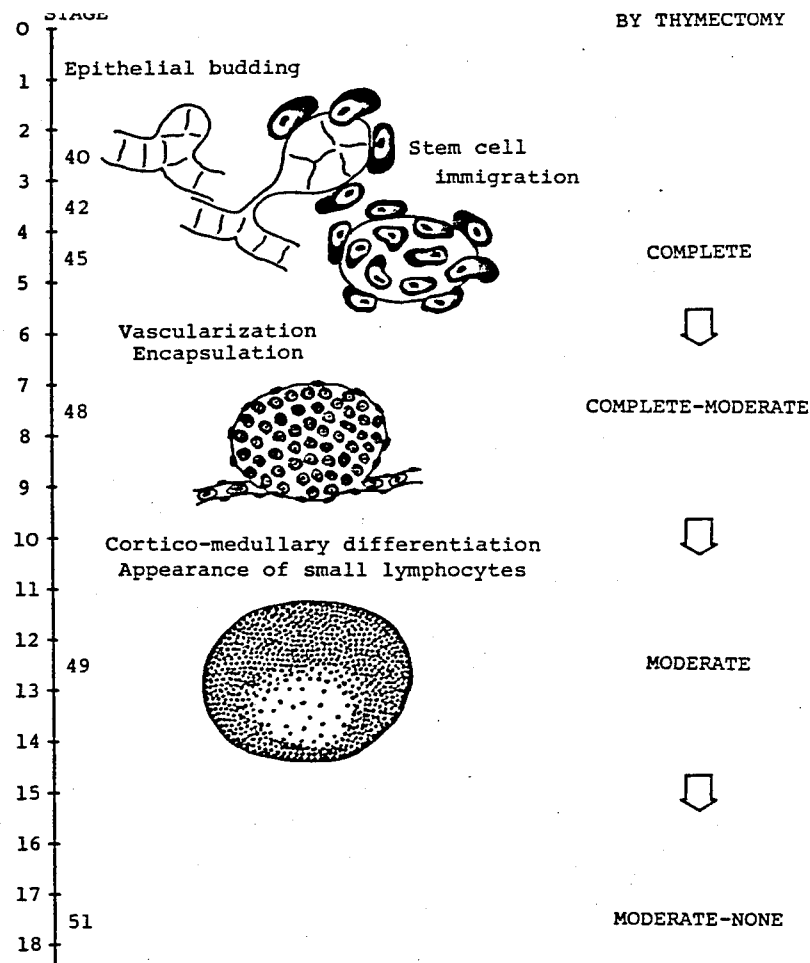 STAGE
BY THYMECTOMY
0
1
Epithelial budding
2
40
Stem cell
immigration
3
42
4
45
COMPLETE
5
6
Vascularization
Encapsulation
7
48
COMPLETE-MODERATE
8
9
10
Cortico-medullary differentiation
Appearance of small lymphocytes
11
12
49
MODERATE
13
14
15
16
17
51
MODERATE-NONE
18